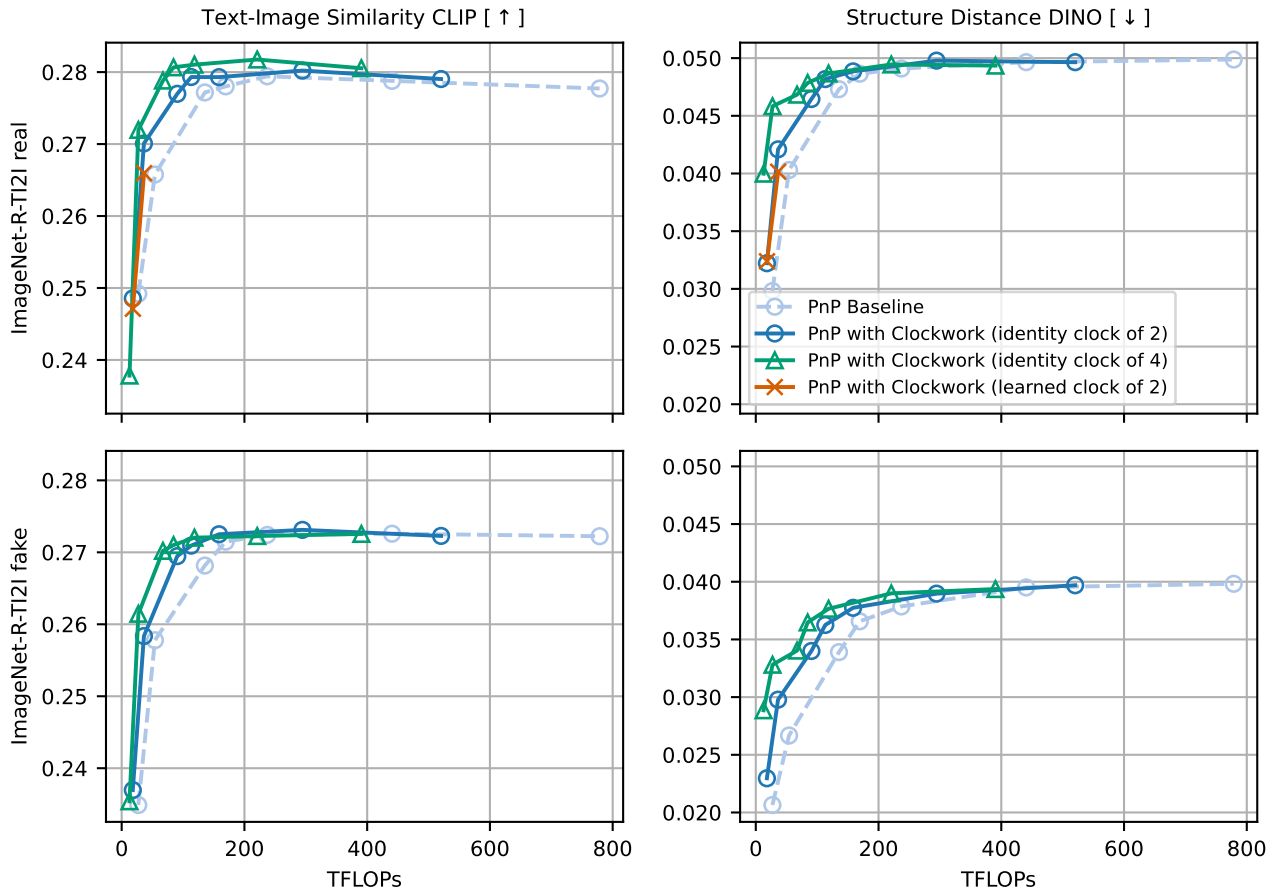 Text-Image Similarity CLIP [ ↑ ]
Structure Distance DINO [ ↓ ]
ImageNet-R-TI2I real
0.28
0.27
0.26
0.25
0.24
0.050
0.045
0.040
0.035
0.030
0.025
0.020
PnP Baseline
PnP with Clockwork (identity clock of 2)
PnP with Clockwork (identity clock of 4)
PnP with Clockwork (learned clock of 2)
ImageNet-R-TI2I fake
0.28
0.27
0.26
0.25
0.24
0 200 400 600 800
TFLOPs
0.050
0.045
0.040
0.035
0.030
0.025
0.020
0 200 400 600 800
TFLOPs